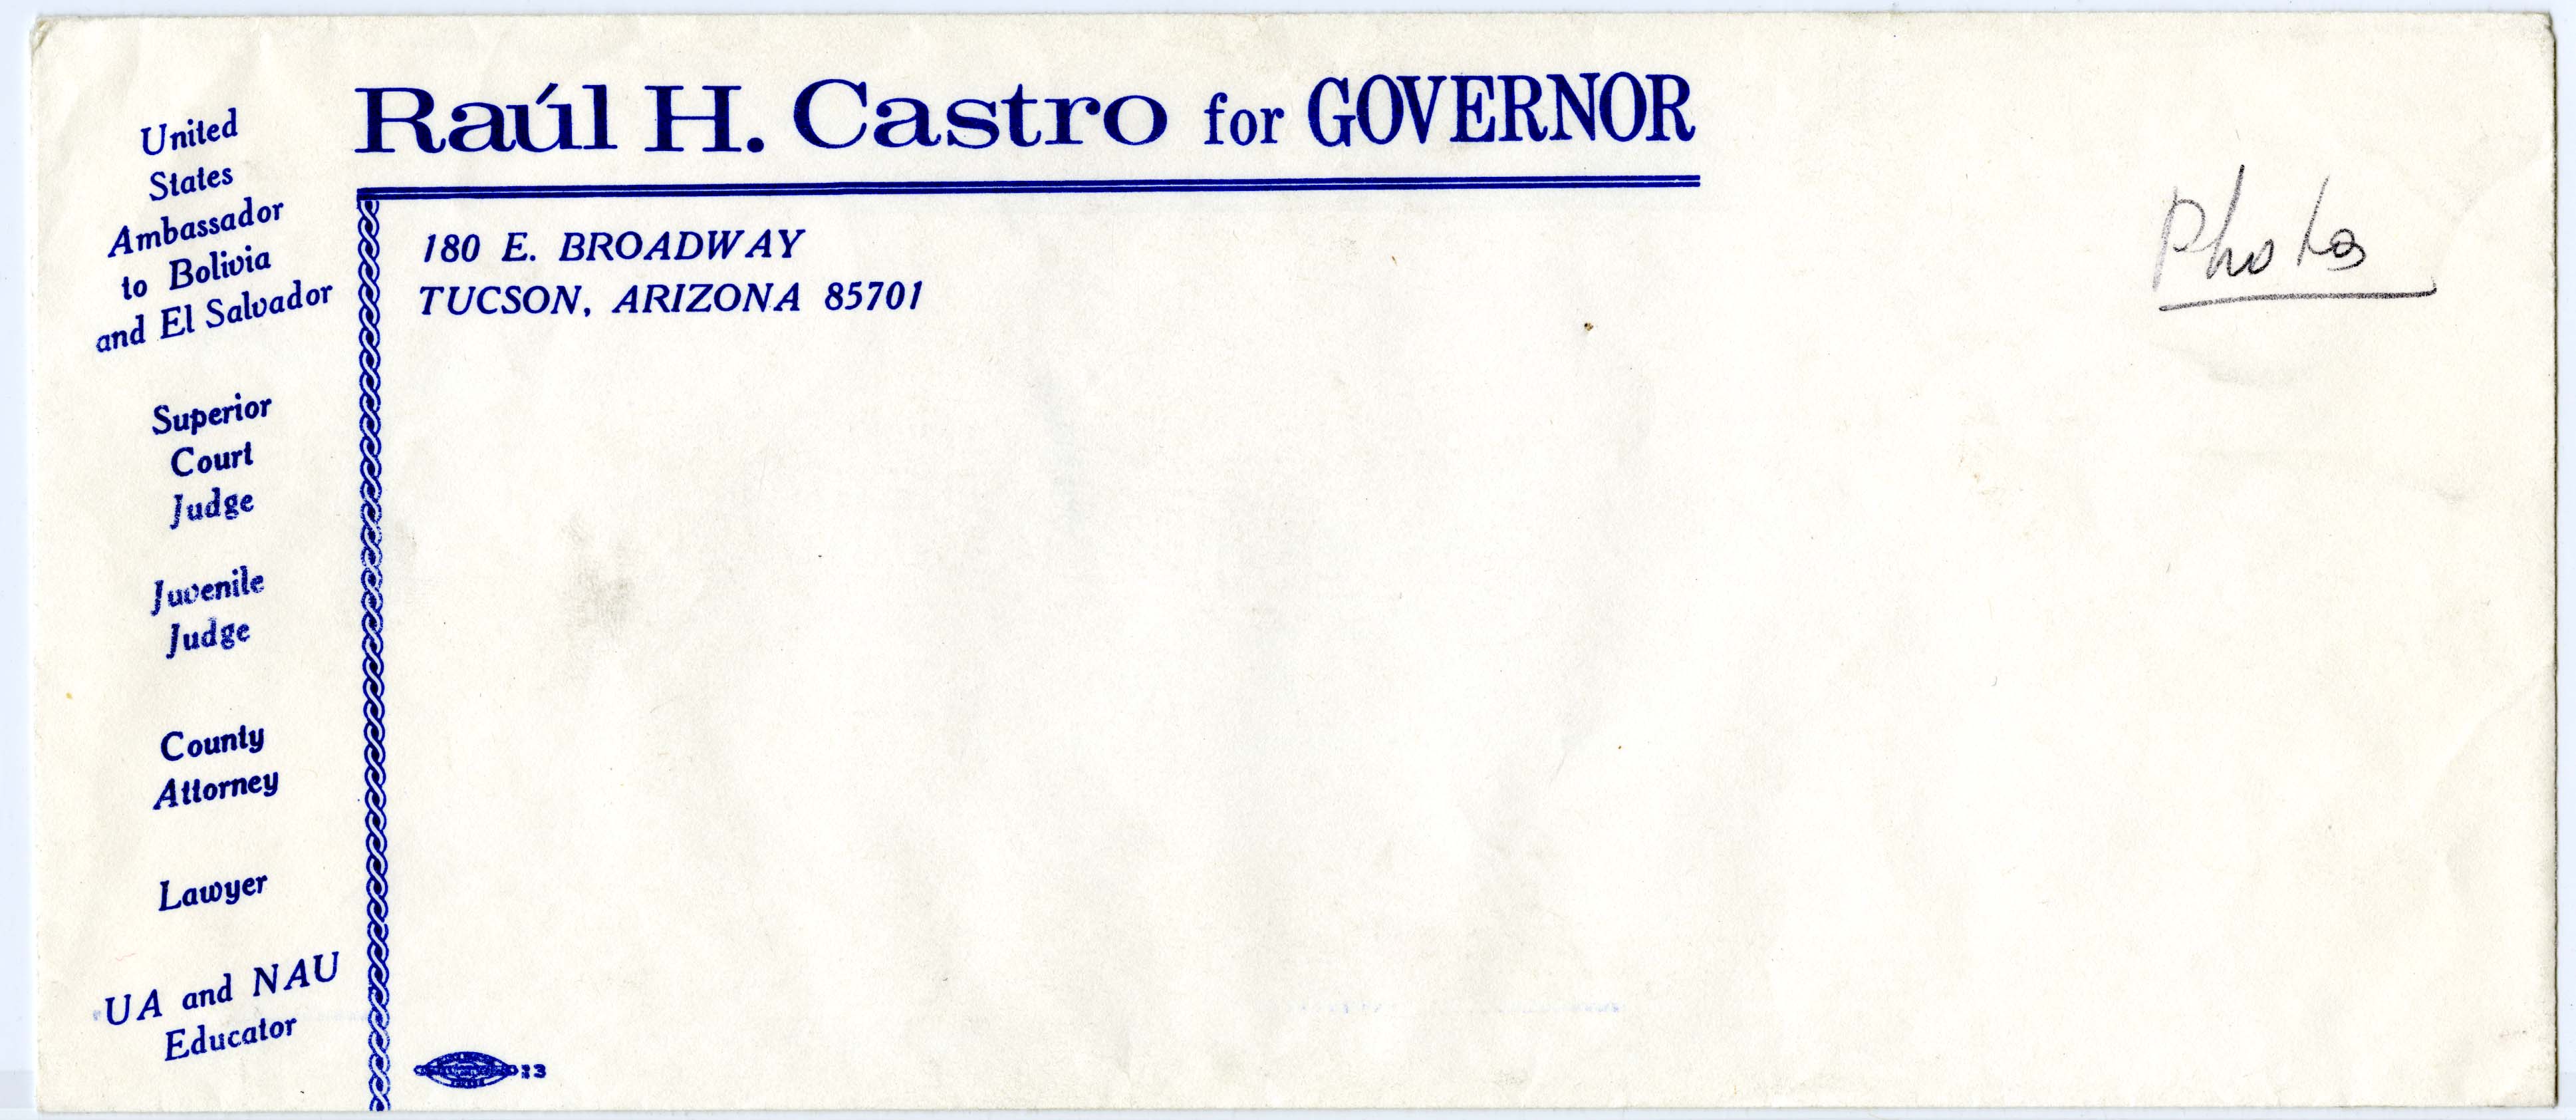 Raúl H. Castro for GOVERNOR
180 E. BROADWAY
TUCSON, ARIZONA 85701
Photos
United
States
Ambassador
to Bolivia
and El Salvador
Superior
Court
Judge
Juvenile
Judge
County
Attorney
Lawyer
UA and NAU
Educator